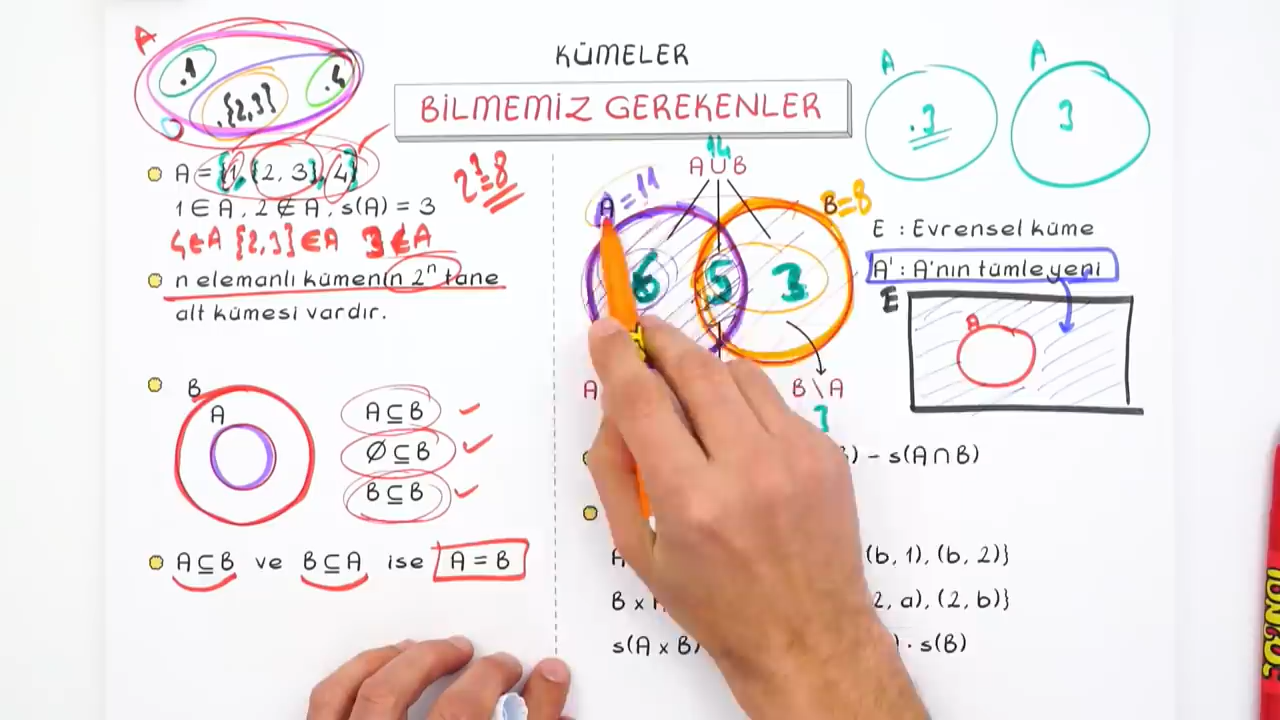 KÜMELER
BİLMEMİZ GEREKENLER
A
.1
.{2,3}
.4
A = {1, {2, 3}, 4}
1 ∈ A , 2 ∉ A , s(A) = 3
4 ∈ A {2,3} ∈ A 3 ∉ A
2³=8
n elemanlı kümenin 2ⁿ tane
alt kümesi vardır.
B
A
A ⊆ B
∅ ⊆ B
B ⊆ B
A ⊆ B ve B ⊆ A ise A = B
14
A ∪ B
A = 11
B=8
6
5
3
A
B \ A
3
) - s(A ∩ B)
(b, 1), (b, 2)}
B x
2, a), (2, b)}
s(A x B)
) . s(B)
A
.3
A
3
E : Evrensel küme
A' : A'nın tümleyeni
E
A